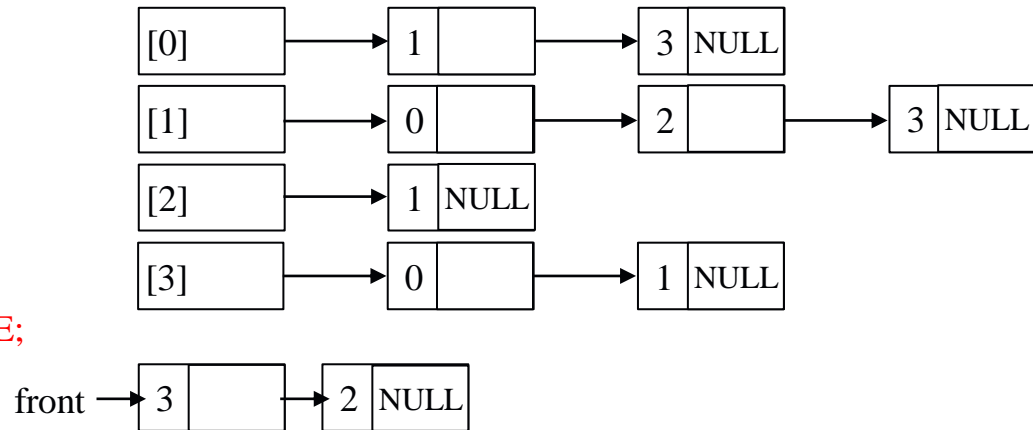 [0] 1 3 NULL
[1] 0 2 3 NULL
[2] 1 NULL
[3] 0 1 NULL
E;
front 3 2 NULL